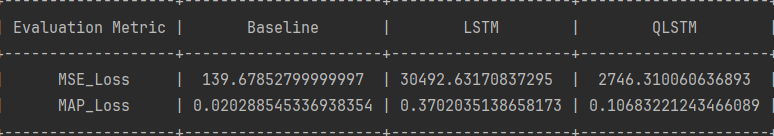 | Evaluation Metric | Baseline | LSTM | QLSTM |
| MSE_Loss | 139.67852799999997 | 30492.63170837295 | 2746.310060636893 |
| MAP_Loss | 0.020288545336938354 | 0.3702035138658173 | 0.10683221243466089 |